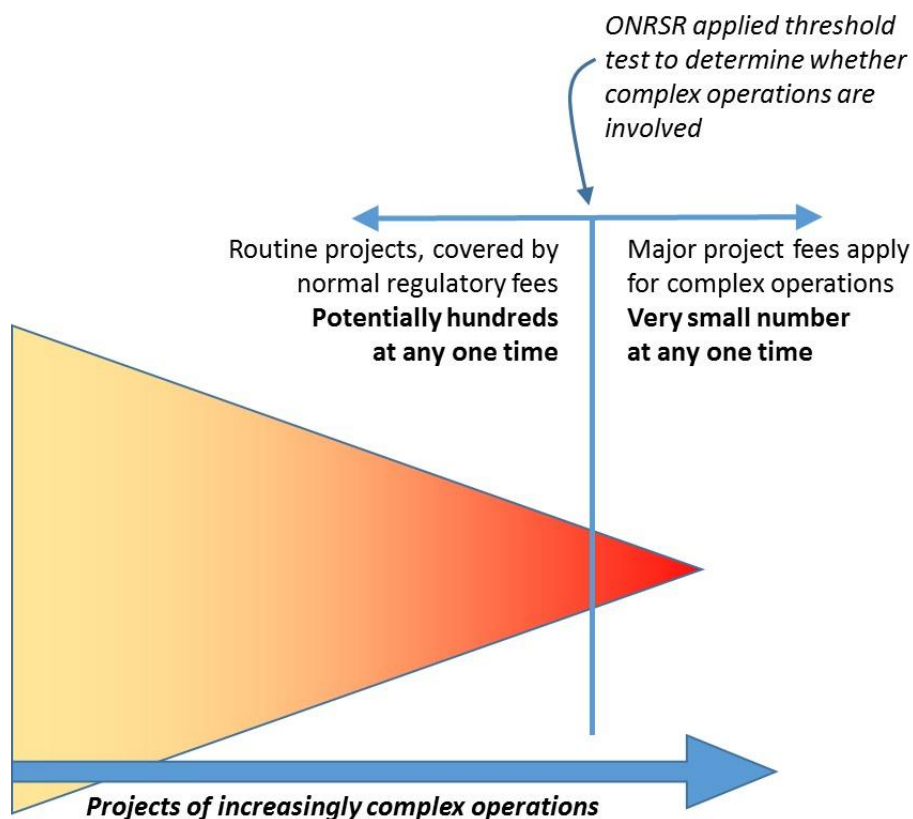 ONRSR applied threshold
test to determine whether
complex operations are
involved
Routine projects, covered by
normal regulatory fees
Potentially hundreds
at any one time
Major project fees apply
for complex operations
Very small number
at any one time
Projects of increasingly complex operations